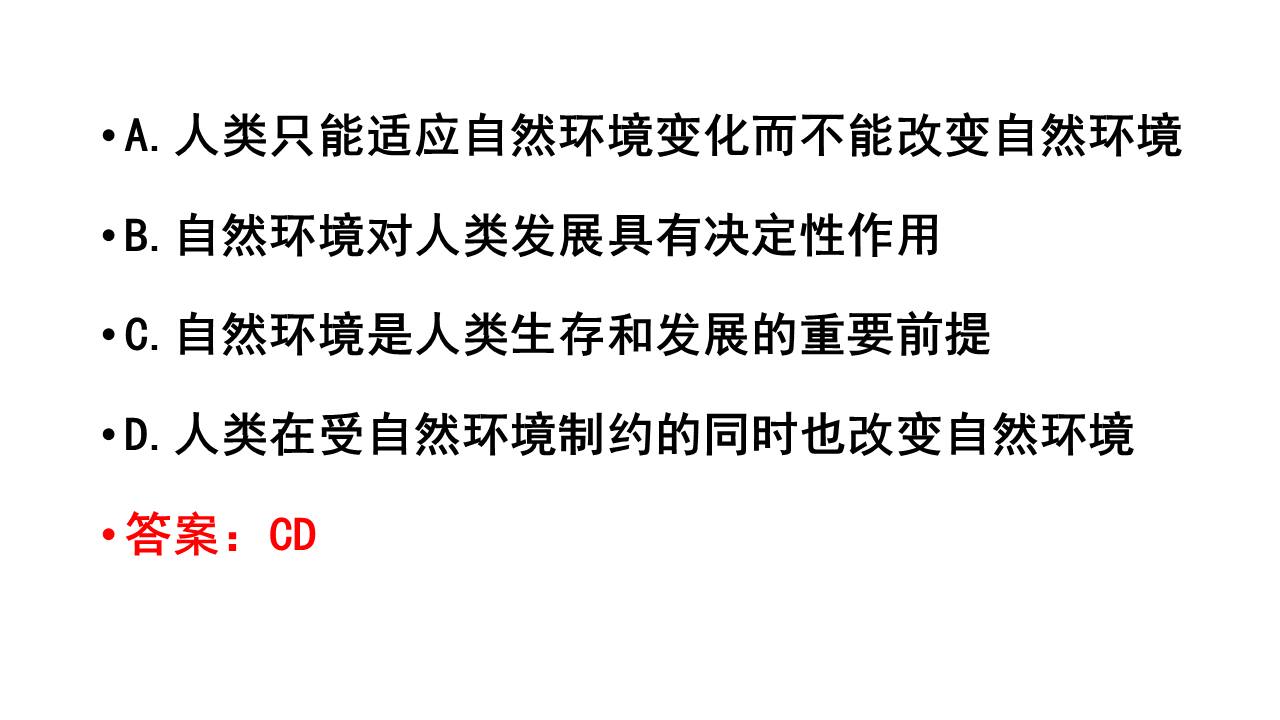 •A.人类只能适应自然环境变化而不能改变自然环境
•B.自然环境对人类发展具有决定性作用
•C.自然环境是人类生存和发展的重要前提
•D.人类在受自然环境制约的同时也改变自然环境
•答案：CD